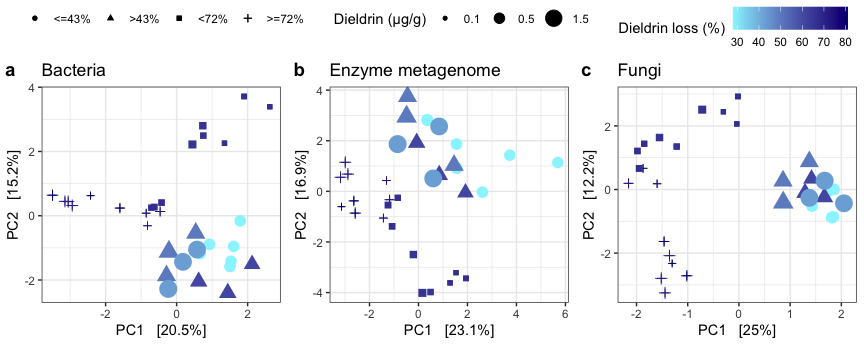 <=43% >43% <72% >=72% Dieldrin (µg/g) 0.1 0.5 1.5 Dieldrin loss (%)
30 40 50 60 70 80
a Bacteria b Enzyme metagenome c Fungi
4
2
0
-2
-2 0 2
PC1 [20.5%]
PC2 [15.2%]
4
2
0
-2
-4
-2 0 2 4 6
PC1 [23.1%]
PC2 [16.9%]
2
0
-2
-2 -1 0 1 2
PC1 [25%]
PC2 [12.2%]